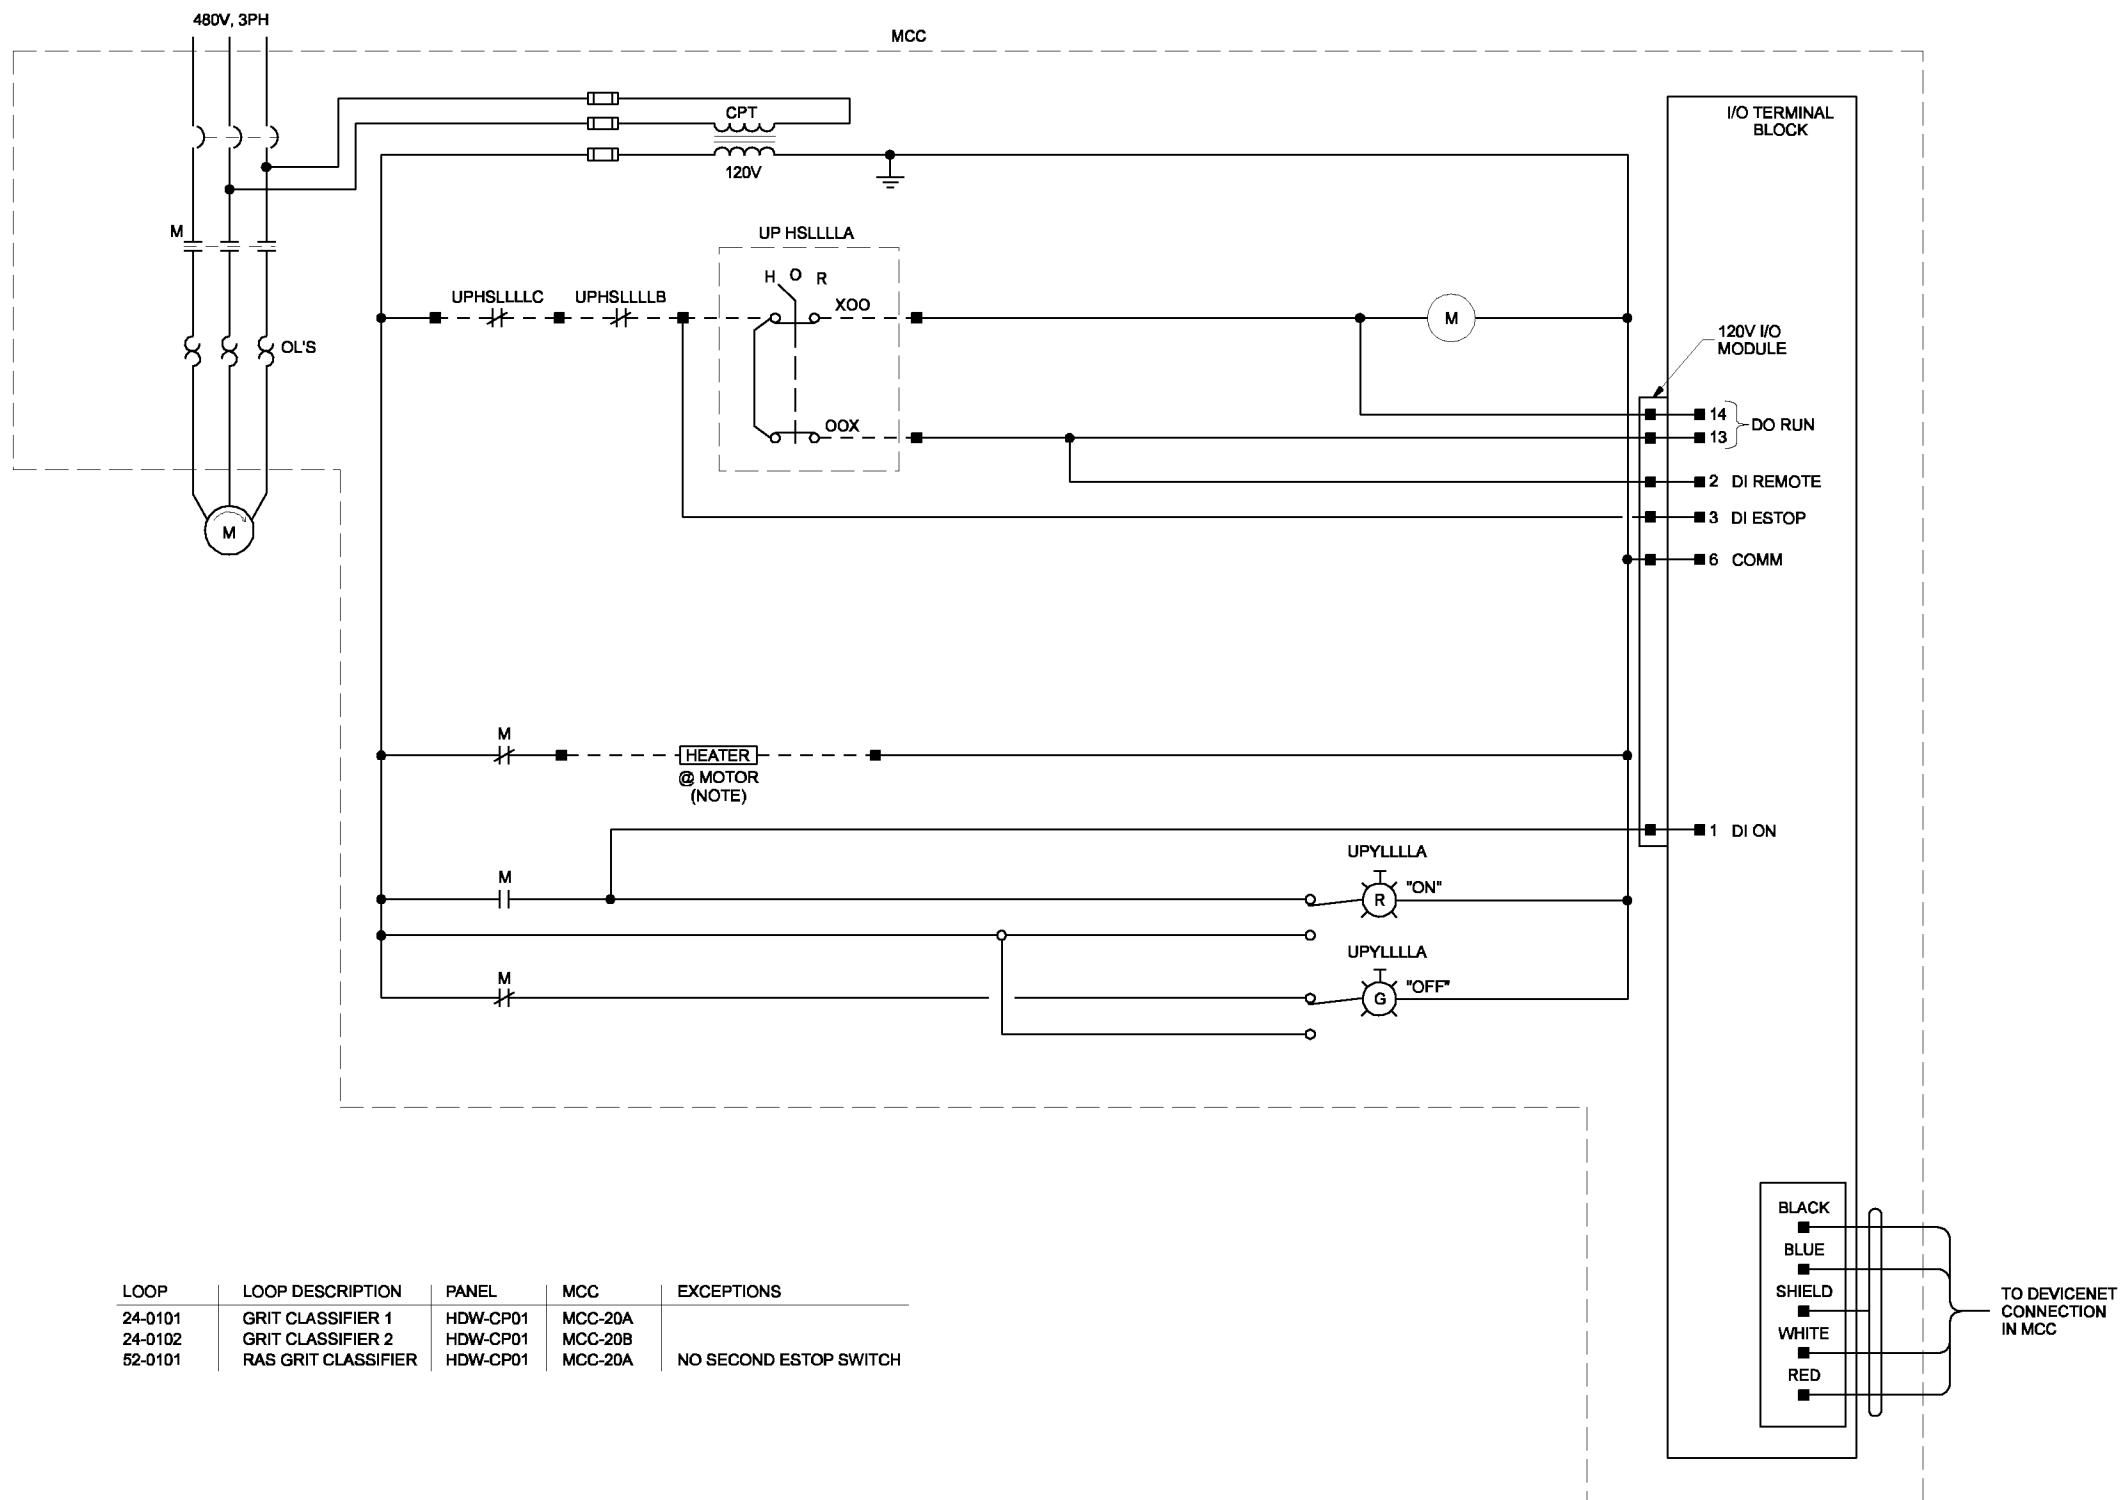 480V, 3PH
MCC
CPT
120V
I/O TERMINAL
BLOCK
M
UP HSLLLLA
H O R
UPHSLLLLC
UPHSLLLLB
XOO
M
120V I/O
MODULE
OL'S
14
13
DO RUN
OOX
2 DI REMOTE
3 DI ESTOP
M
6 COMM
M
HEATER
@ MOTOR
(NOTE)
1 DI ON
UPYLLLLA
M
R
"ON"
UPYLLLLA
M
G
"OFF"
BLACK
BLUE
SHIELD
WHITE
RED
TO DEVICENET
CONNECTION
IN MCC
LOOP LOOP DESCRIPTION PANEL MCC EXCEPTIONS
24-0101 GRIT CLASSIFIER 1 HDW-CP01 MCC-20A
24-0102 GRIT CLASSIFIER 2 HDW-CP01 MCC-20B
52-0101 RAS GRIT CLASSIFIER HDW-CP01 MCC-20A NO SECOND ESTOP SWITCH